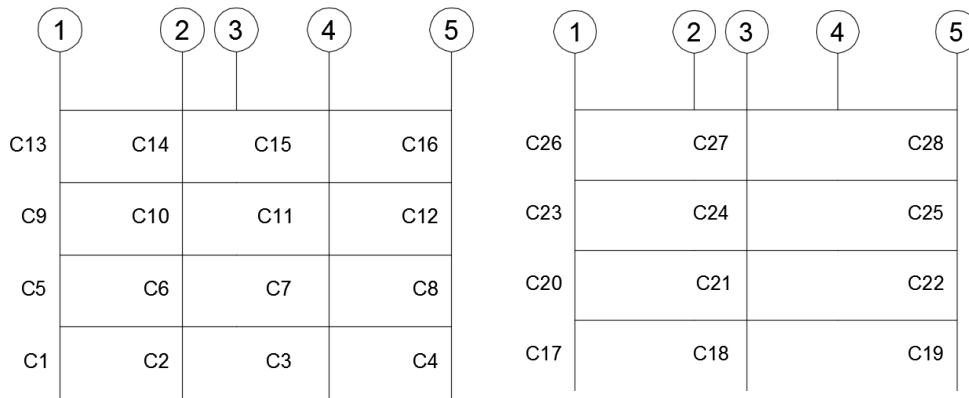 1 2 3 4 5 1 2 3 4 5
C13 C14 C15 C16 C26 C27 C28
C9 C10 C11 C12 C23 C24 C25
C5 C6 C7 C8 C20 C21 C22
C1 C2 C3 C4 C17 C18 C19